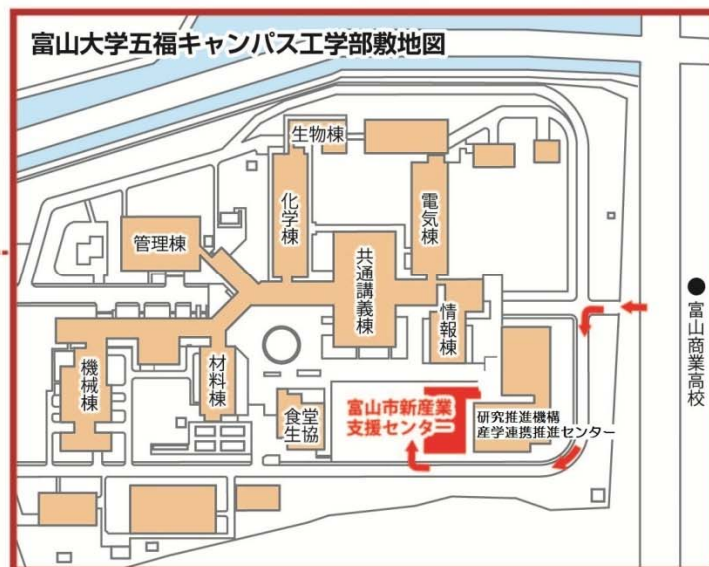 富山大学五福キャンパス工学部敷地図
生物棟
化学棟
電気棟
管理棟
共通講義棟
情報棟
機械棟
材料棟
食堂
生協
富山市新産業
支援センター
研究推進機構
産学連携推進センター
●富山商業高校